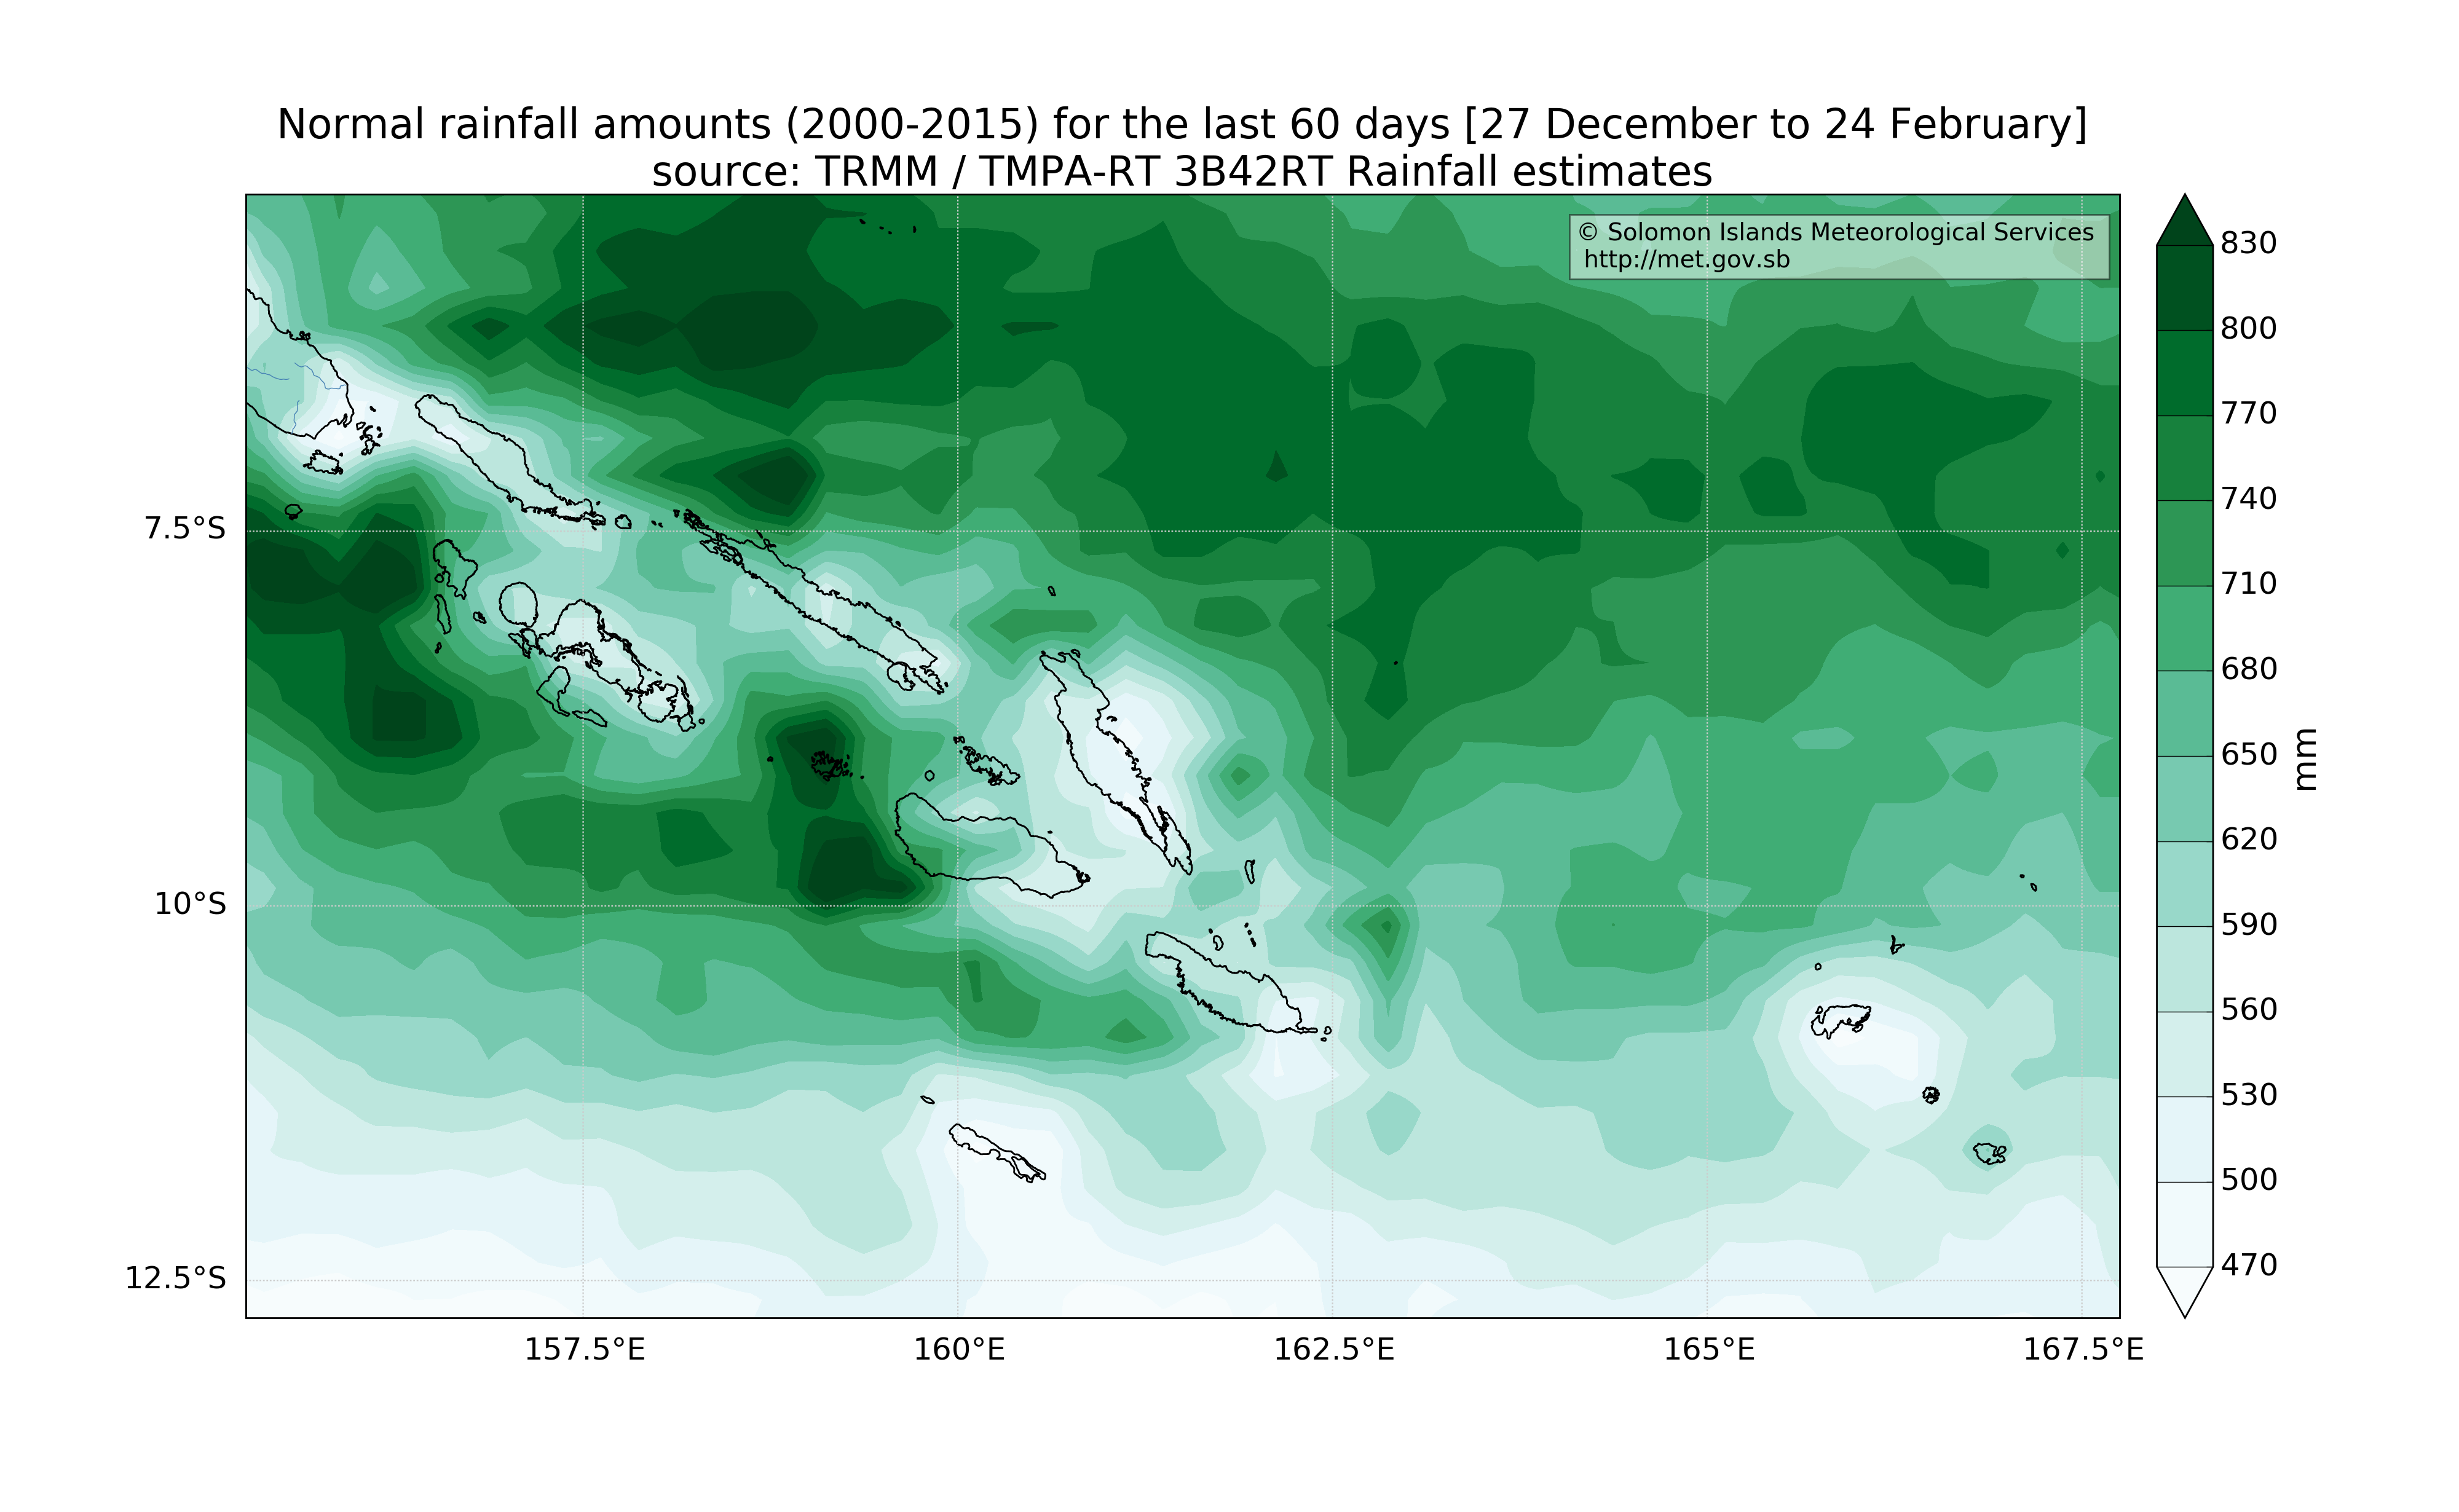 Normal rainfall amounts (2000-2015) for the last 60 days [27 December to 24 February]
source: TRMM / TMPA-RT 3B42RT Rainfall estimates
© Solomon Islands Meteorological Services
http://met.gov.sb
7.5°S
10°S
12.5°S
157.5°E
160°E
162.5°E
165°E
167.5°E
830
800
770
740
710
680
650
620
590
560
530
500
470
mm